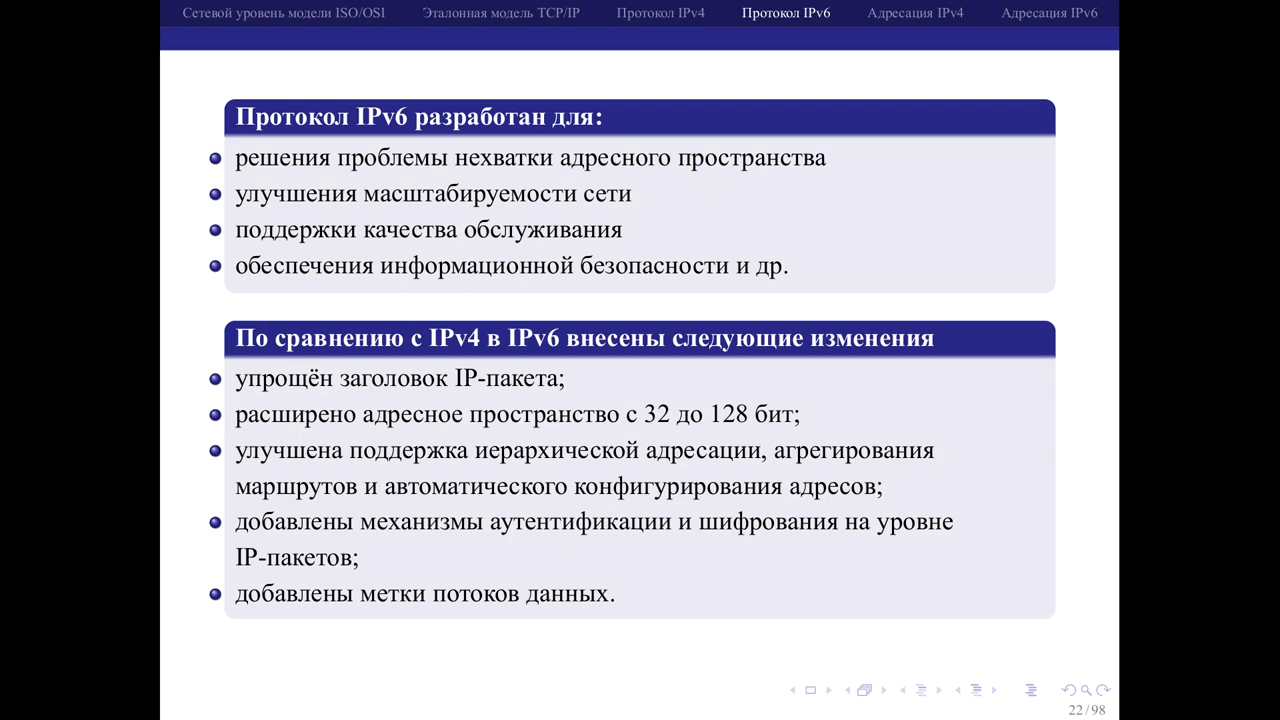 Сетевой уровень модели ISO/OSI Эталонная модель TCP/IP Протокол IPv4 Протокол IPv6 Адресация IPv4 Адресация IPv6
Протокол IPv6 разработан для:
решения проблемы нехватки адресного пространства
улучшения масштабируемости сети
поддержки качества обслуживания
обеспечения информационной безопасности и др.
По сравнению с IPv4 в IPv6 внесены следующие изменения
упрощён заголовок IP-пакета;
расширено адресное пространство с 32 до 128 бит;
улучшена поддержка иерархической адресации, агрегирования
маршрутов и автоматического конфигурирования адресов;
добавлены механизмы аутентификации и шифрования на уровне
IP-пакетов;
добавлены метки потоков данных.
22 / 98